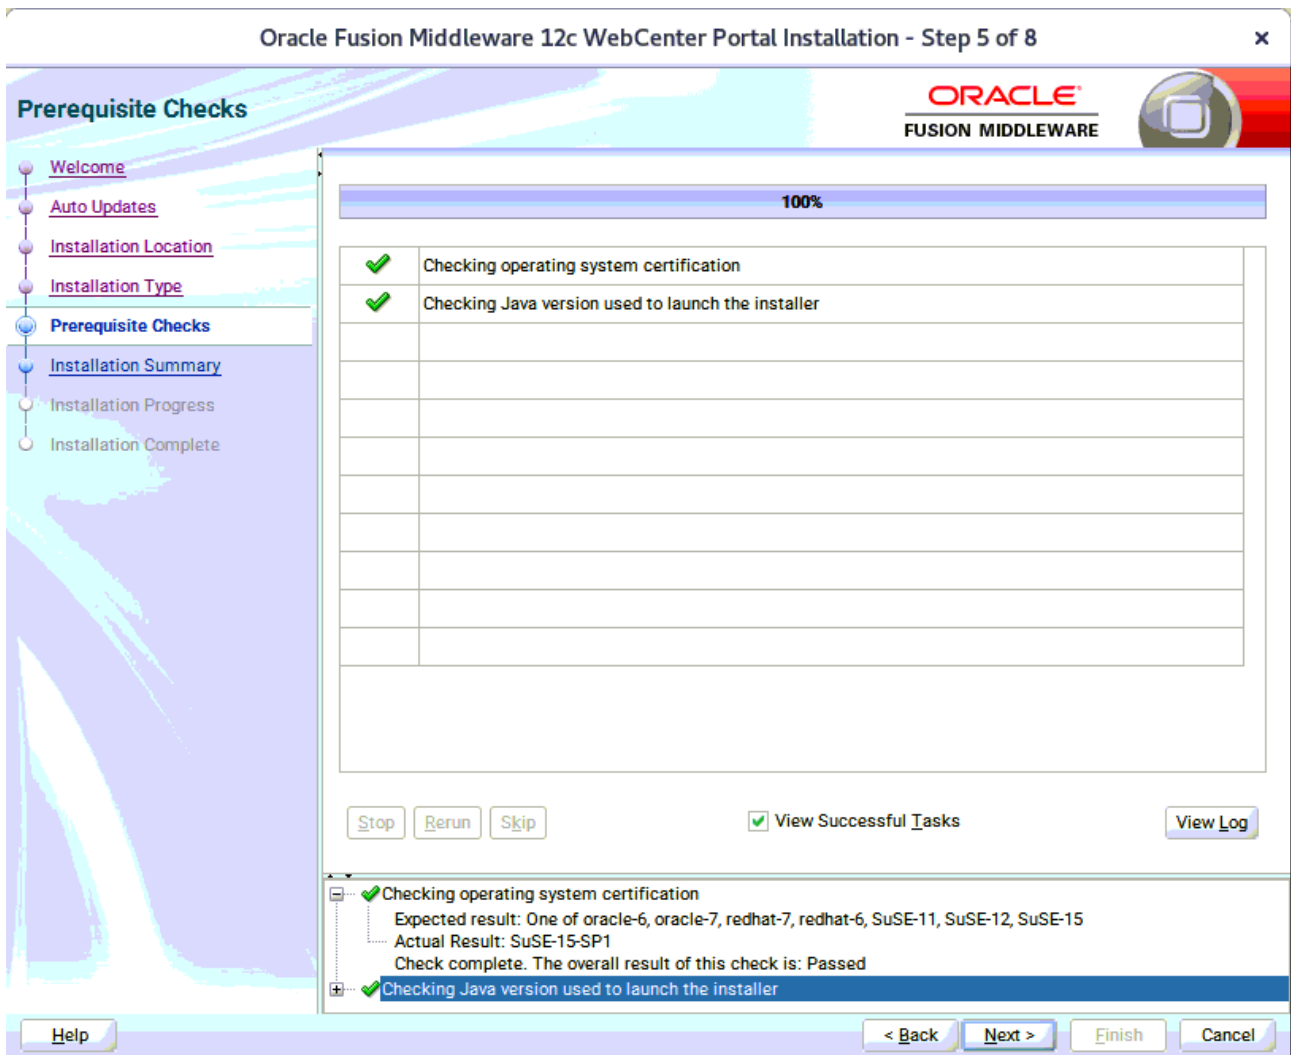 Oracle Fusion Middleware 12c WebCenter Portal Installation - Step 5 of 8
Prerequisite Checks
ORACLE
FUSION MIDDLEWARE
Welcome
Auto Updates
Installation Location
Installation Type
Prerequisite Checks
Installation Summary
Installation Progress
Installation Complete
100%
Checking operating system certification
Checking Java version used to launch the installer
Stop Rerun Skip View Successful Tasks View Log
Checking operating system certification
Expected result: One of oracle-6, oracle-7, redhat-7, redhat-6, SuSE-11, SuSE-12, SuSE-15
Actual Result: SuSE-15-SP1
Check complete. The overall result of this check is: Passed
Checking Java version used to launch the installer
Help < Back Next > Finish Cancel